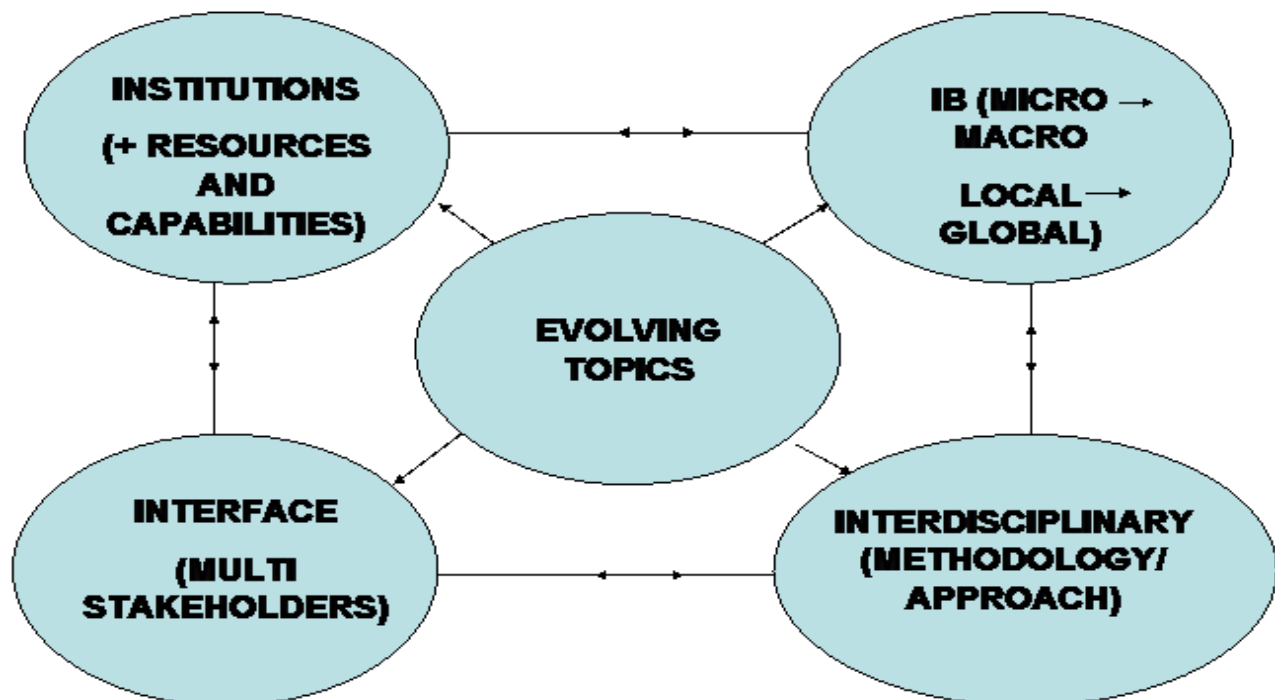 INSTITUTIONS
(+ RESOURCES
AND
CAPABILITIES)
IB (MICRO →
MACRO
LOCAL →
GLOBAL)
EVOLVING
TOPICS
INTERFACE
(MULTI
STAKEHOLDERS)
INTERDISCIPLINARY
(METHODOLOGY/
APPROACH)